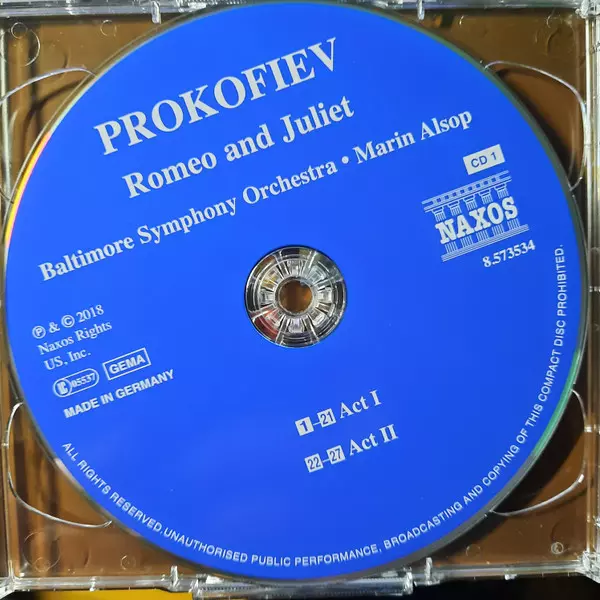 PROKOFIEV
Romeo and Juliet
Baltimore Symphony Orchestra • Marin Alsop
CD 1
NAXOS
8.573534
℗ & © 2018
Naxos Rights
US, Inc.
LC 05537
GEMA
MADE IN GERMANY
1–21 Act I
22–27 Act II
ALL RIGHTS RESERVED.UNAUTHORISED PUBLIC PERFORMANCE, BROADCASTING AND COPYING OF THIS COMPACT DISC PROHIBITED.